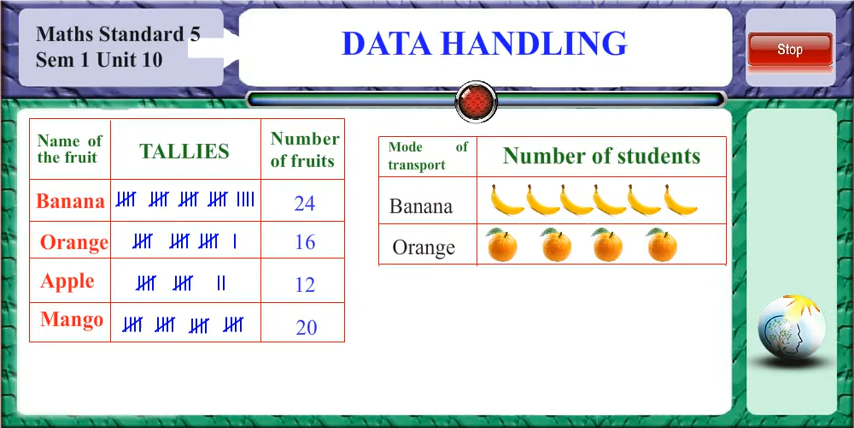 Maths Standard 5
Sem 1 Unit 10
DATA HANDLING
Stop
Name of the fruit
TALLIES
Number of fruits
Banana 24
Orange 16
Apple 12
Mango 20
Mode of transport
Number of students
Banana
Orange